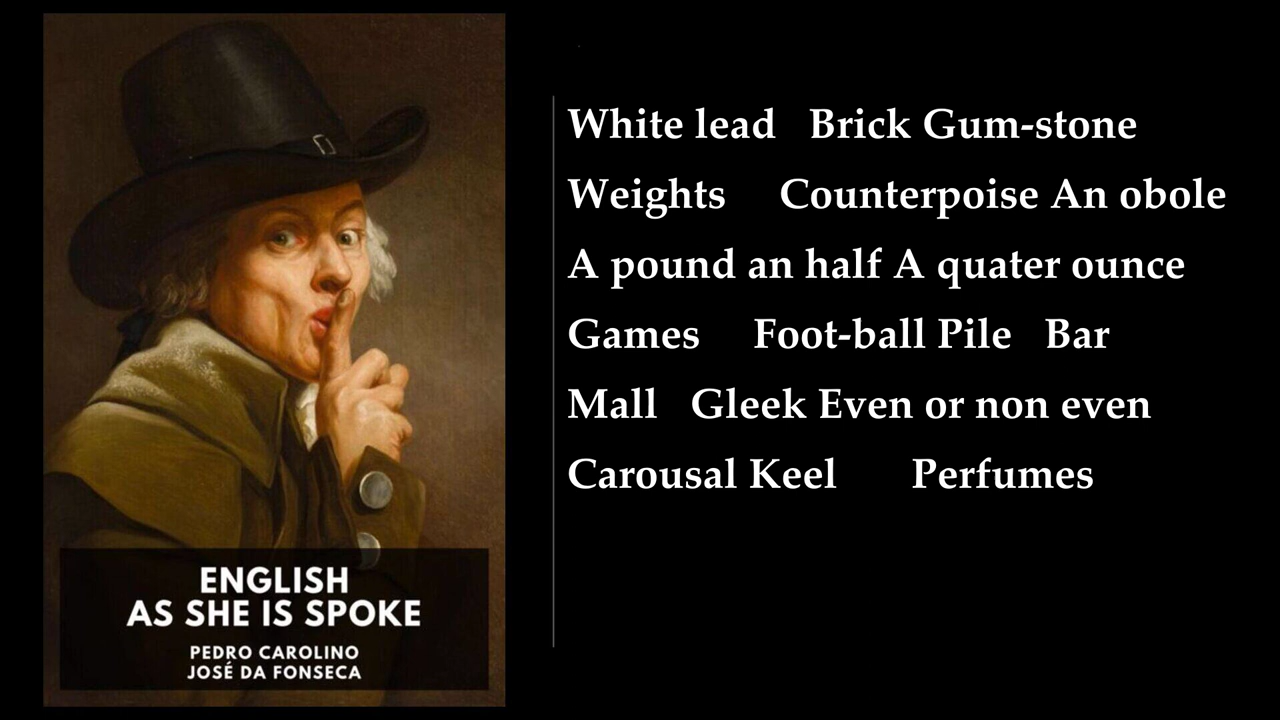 White lead Brick Gum-stone
Weights Counterpoise An obole
A pound an half A quater ounce
Games Foot-ball Pile Bar
Mall Gleek Even or non even
Carousal Keel Perfumes
ENGLISH
AS SHE IS SPOKE
PEDRO CAROLINO
JOSÉ DA FONSECA